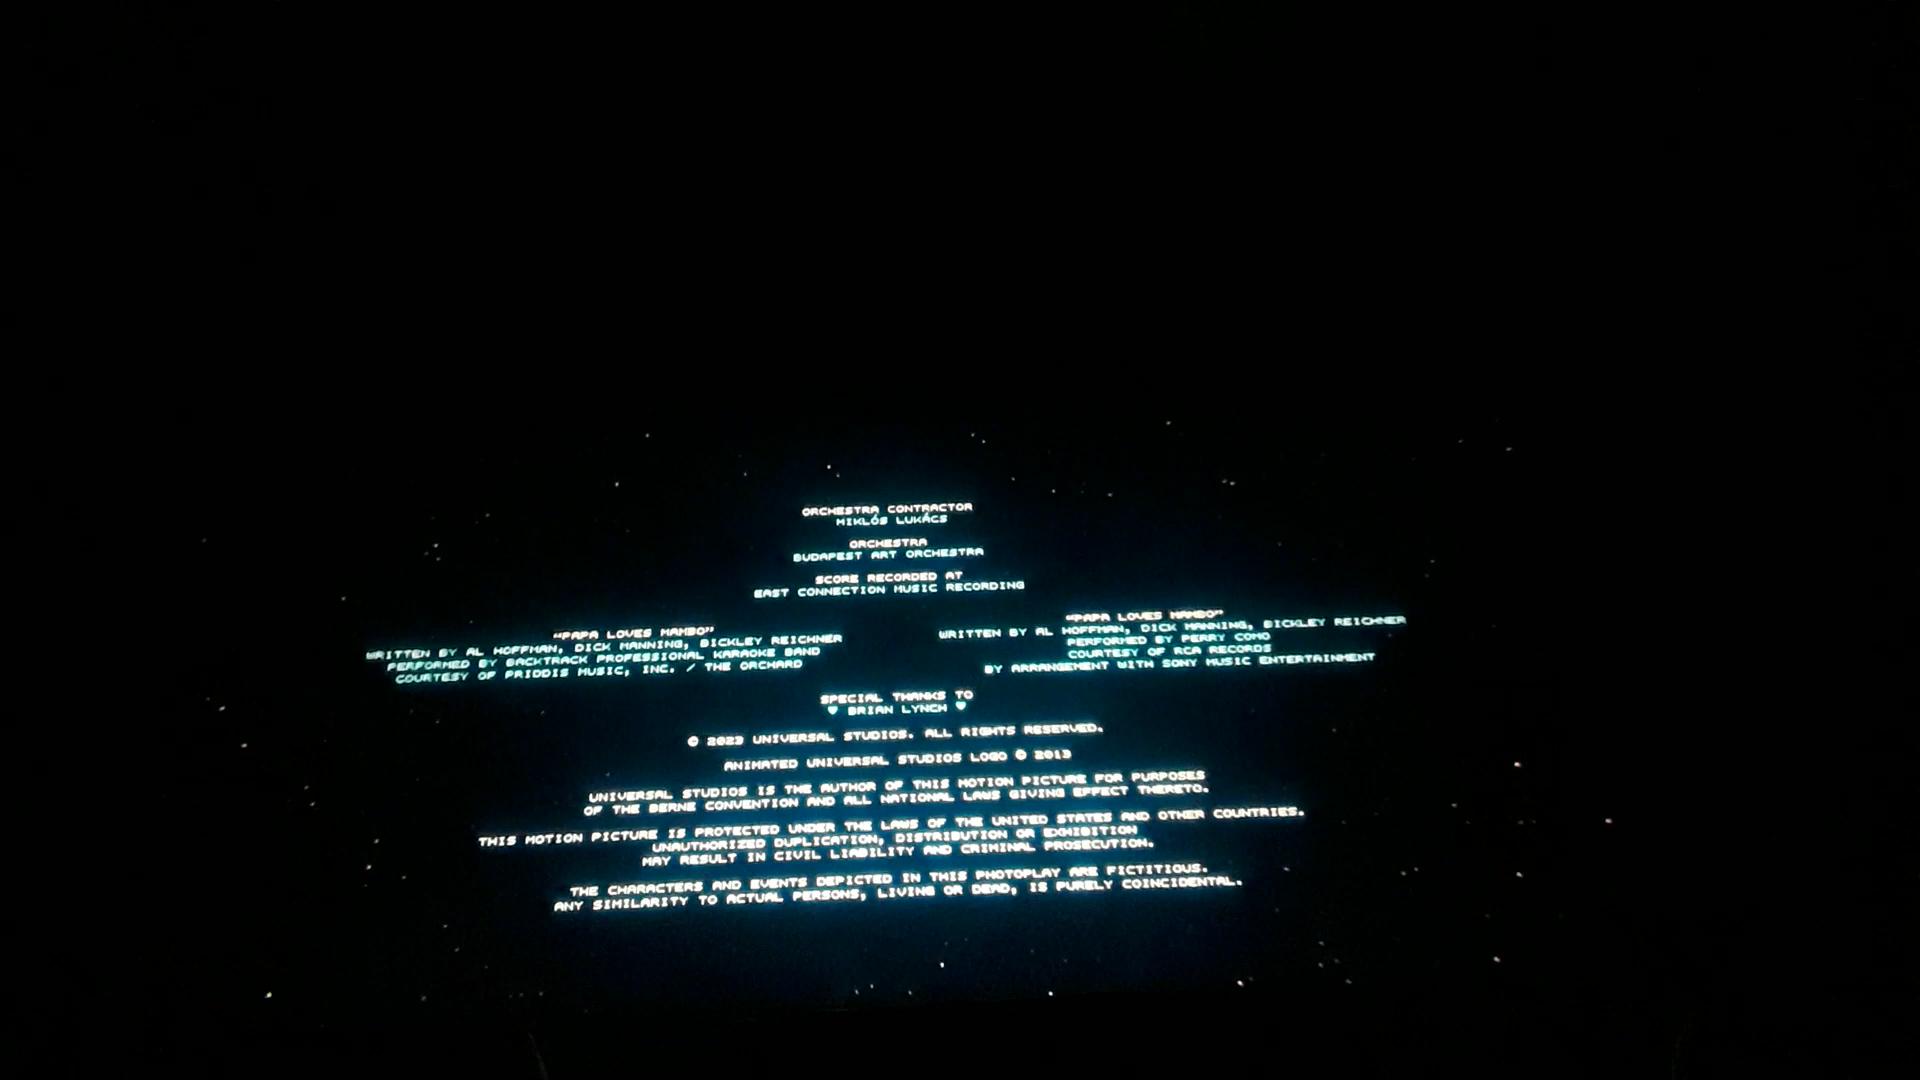 ORCHESTRA CONTRACTOR
MIKLÓS LUKÁCS
ORCHESTRA
BUDAPEST ART ORCHESTRA
SCORE RECORDED AT
EAST CONNECTION MUSIC RECORDING
"PAPA LOVES MAMBO"
WRITTEN BY AL HOFFMAN, DICK MANNING, BICKLEY REICHNER
PERFORMED BY BACKTRACK PROFESSIONAL KARAOKE BAND
COURTESY OF PRIDDIS MUSIC, INC. / THE ORCHARD
"PAPA LOVES MAMBO"
WRITTEN BY AL HOFFMAN, DICK MANNING, BICKLEY REICHNER
PERFORMED BY PERRY COMO
COURTESY OF RCA RECORDS
BY ARRANGEMENT WITH SONY MUSIC ENTERTAINMENT
SPECIAL THANKS TO
♥ BRIAN LYNCH ♥
© 2023 UNIVERSAL STUDIOS. ALL RIGHTS RESERVED.
ANIMATED UNIVERSAL STUDIOS LOGO © 2013
UNIVERSAL STUDIOS IS THE AUTHOR OF THIS MOTION PICTURE FOR PURPOSES
OF THE BERNE CONVENTION AND ALL NATIONAL LAWS GIVING EFFECT THERETO.
THIS MOTION PICTURE IS PROTECTED UNDER THE LAWS OF THE UNITED STATES AND OTHER COUNTRIES.
UNAUTHORIZED DUPLICATION, DISTRIBUTION OR EXHIBITION
MAY RESULT IN CIVIL LIABILITY AND CRIMINAL PROSECUTION.
THE CHARACTERS AND EVENTS DEPICTED IN THIS PHOTOPLAY ARE FICTITIOUS.
ANY SIMILARITY TO ACTUAL PERSONS, LIVING OR DEAD, IS PURELY COINCIDENTAL.